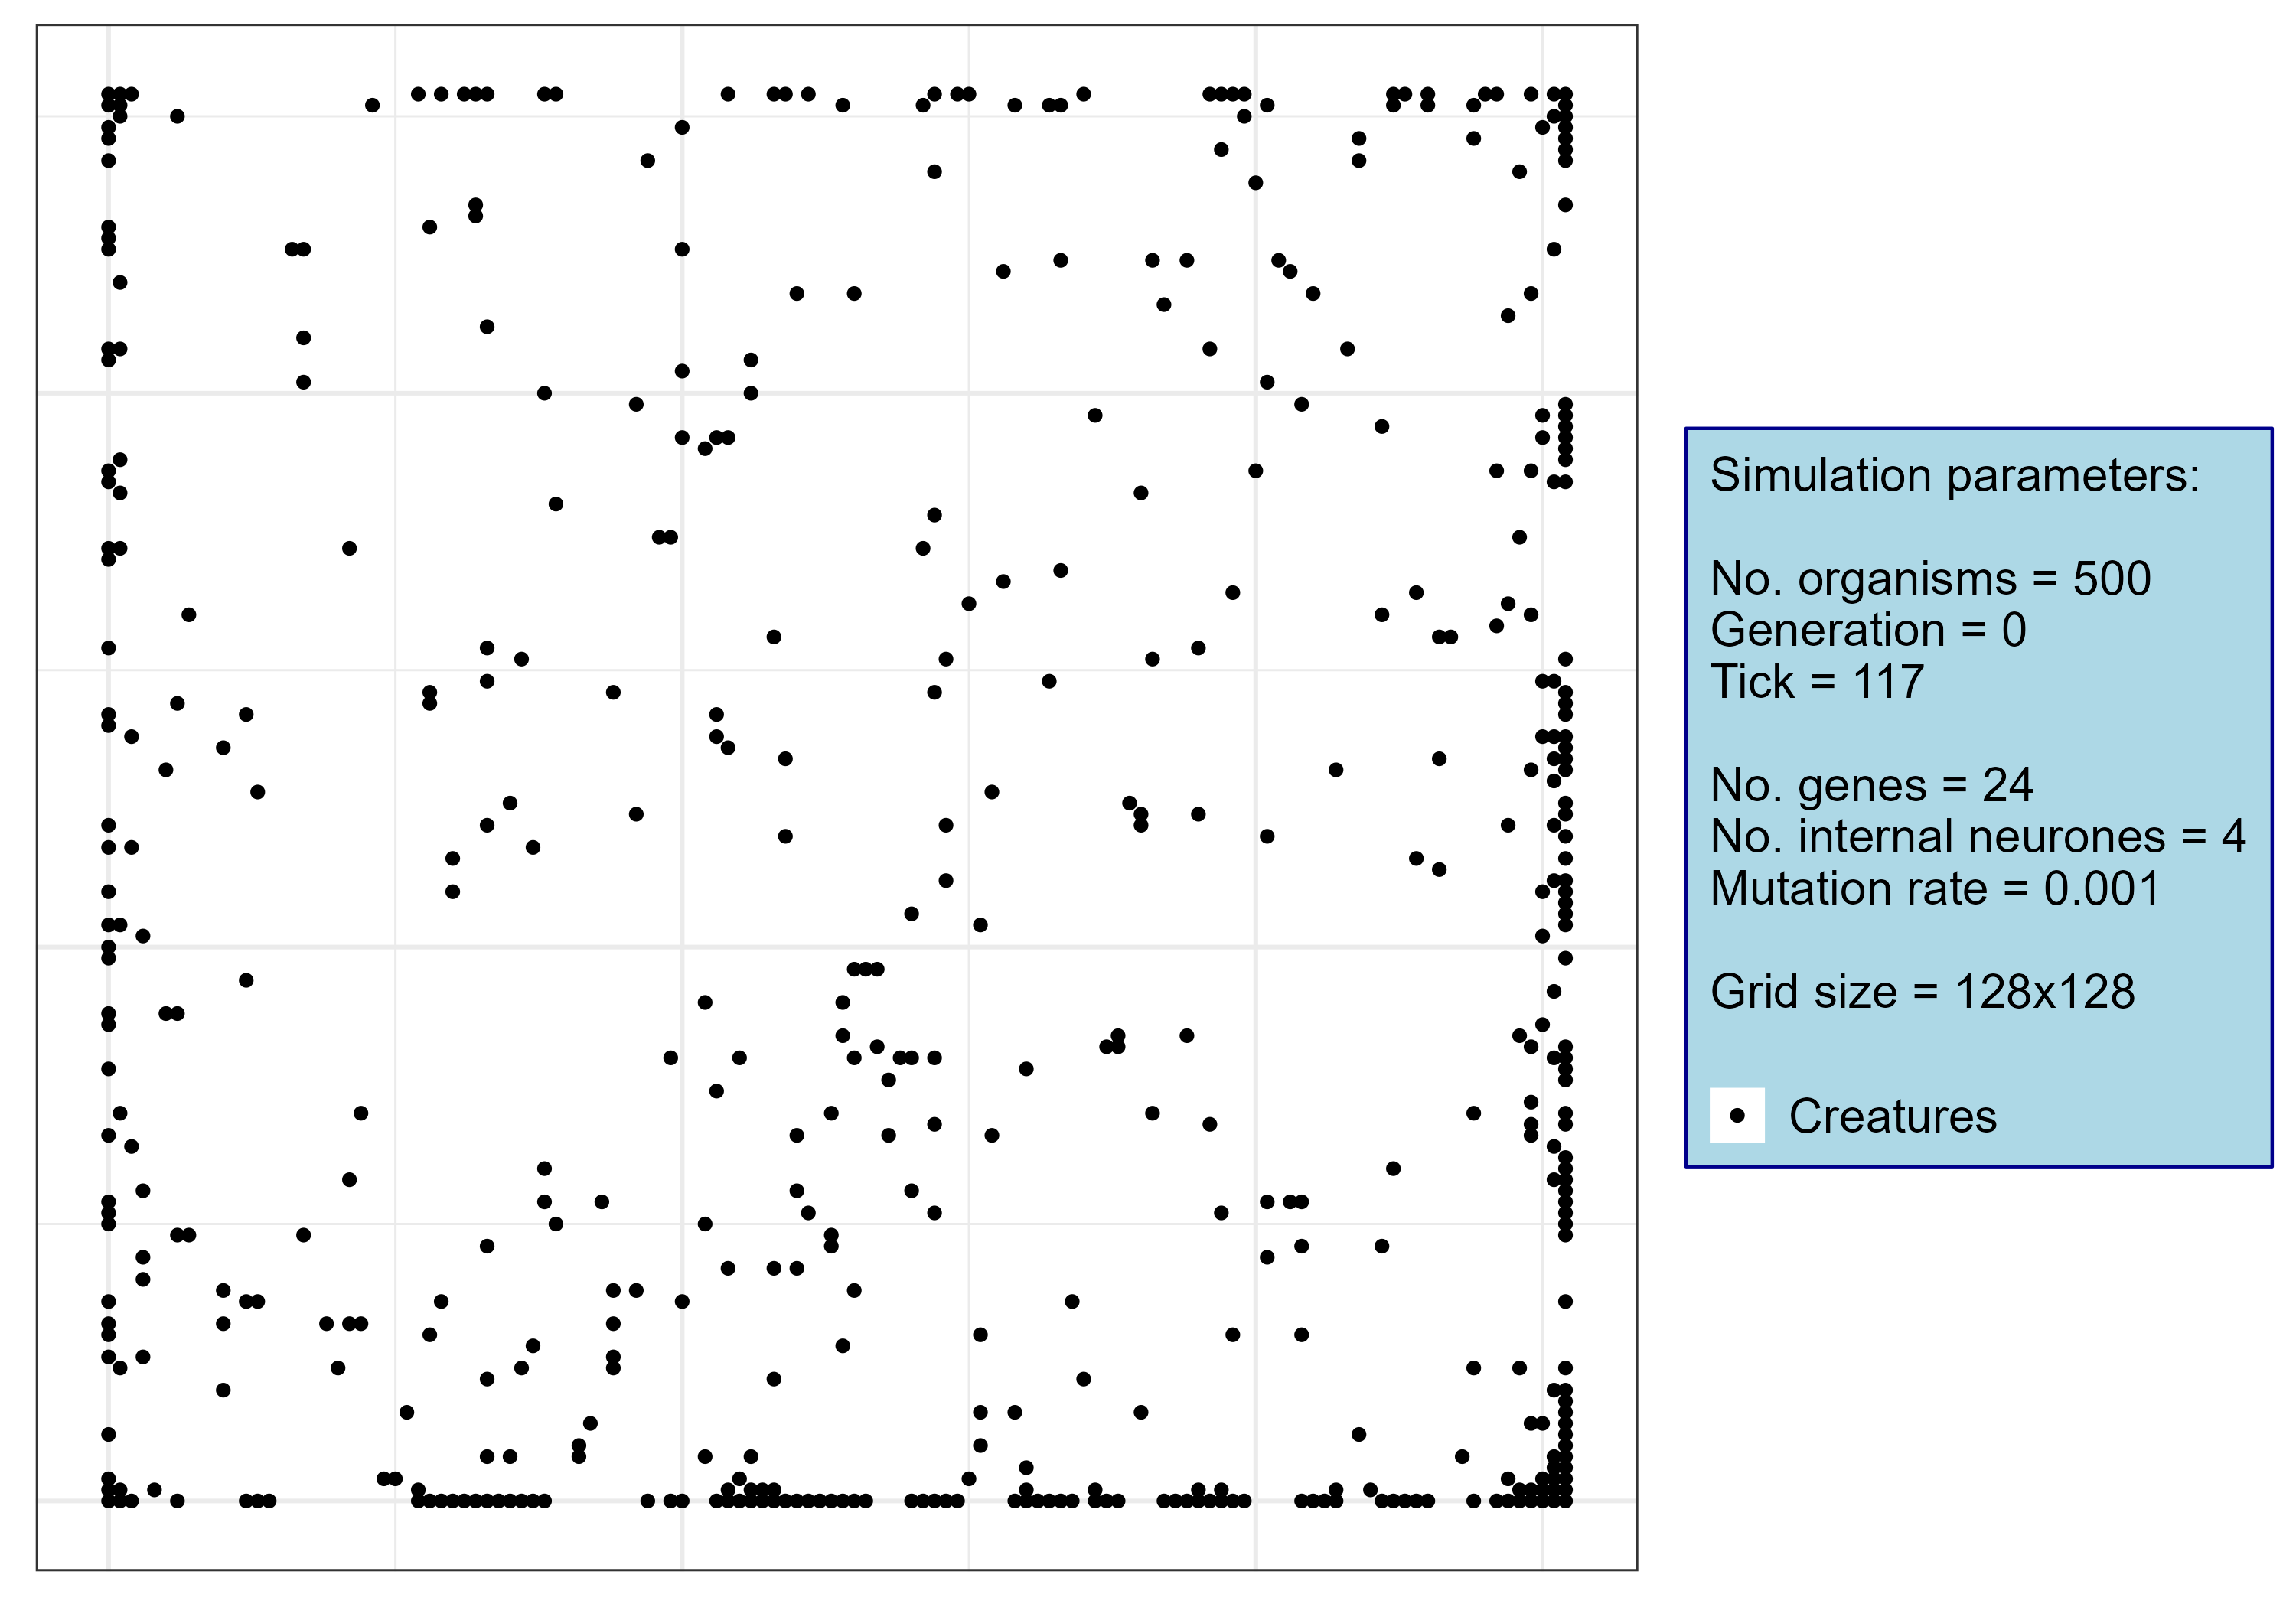 Simulation parameters:
No. organisms = 500
Generation = 0
Tick = 117
No. genes = 24
No. internal neurones = 4
Mutation rate = 0.001
Grid size = 128x128
Creatures